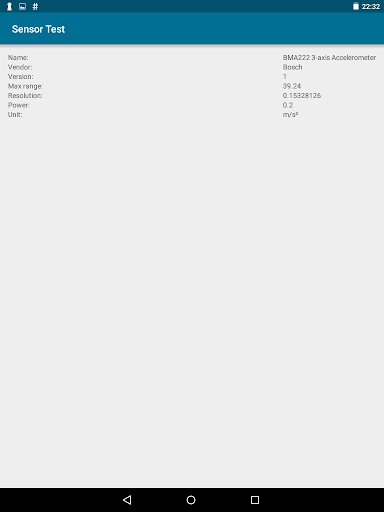 # 22:32
Sensor Test
Name: BMA222 3-axis Accelerometer
Vendor: Bosch
Version: 1
Max range: 39.24
Resolution: 0.15328126
Power: 0.2
Unit: m/s²